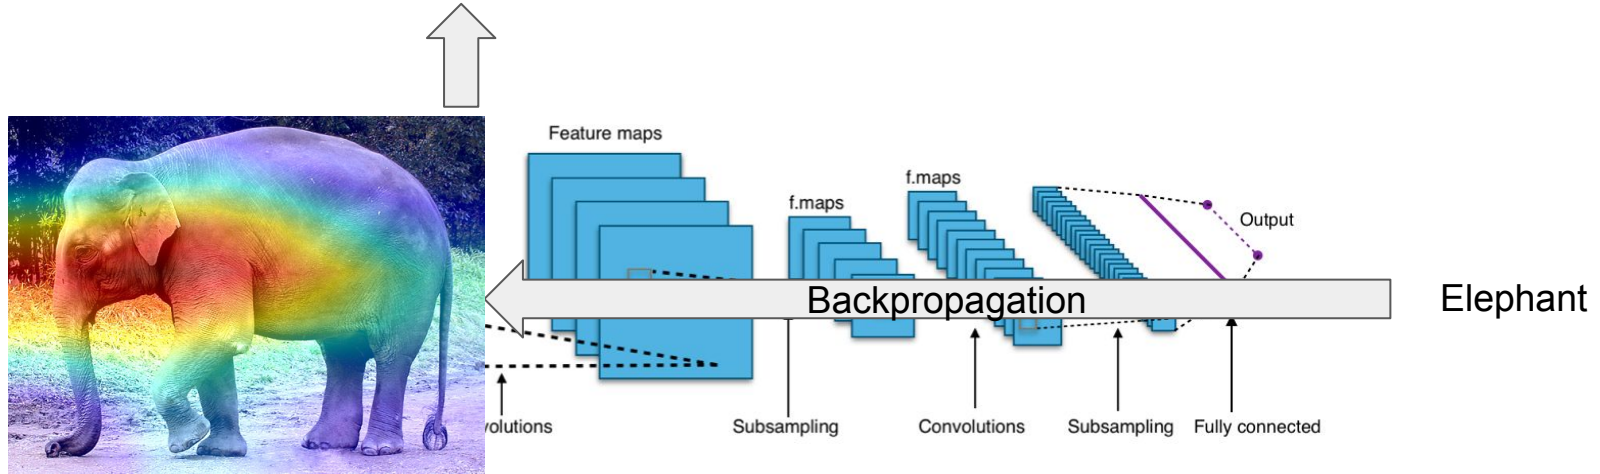 Feature maps
f.maps
f.maps
Output
Backpropagation
Elephant
volutions
Subsampling
Convolutions
Subsampling
Fully connected